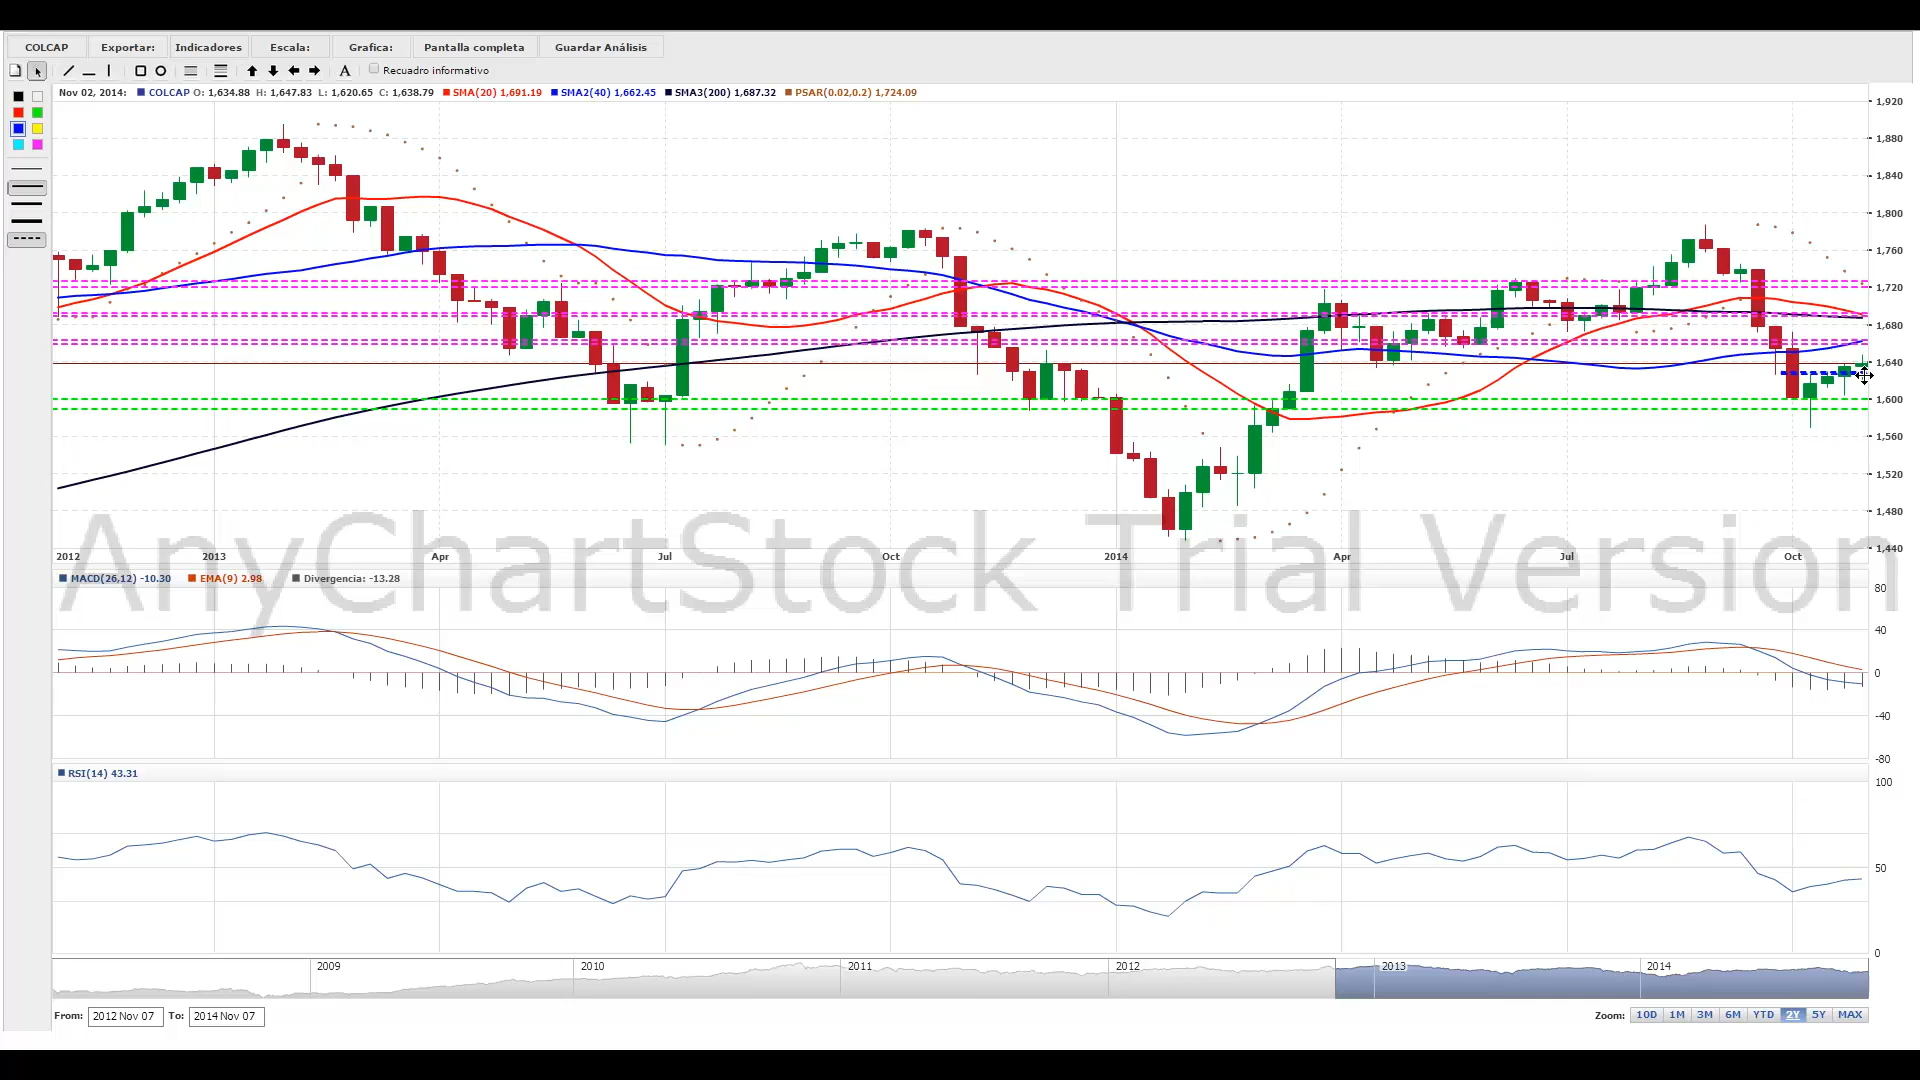 COLCAP Exportar: Indicadores Escala: Grafica: Pantalla completa Guardar Análisis
A Recuadro informativo
Nov 02, 2014: COLCAP O: 1,634.88 H: 1,647.83 L: 1,620.65 C: 1,638.79 SMA(20) 1,691.19 SMA2(40) 1,662.45 SMA3(200) 1,687.32 PSAR(0.02,0.2) 1,724.09
1,920
1,880
1,840
1,800
1,760
1,720
1,680
1,640
1,600
1,560
1,520
1,480
1,440
2012 2013 Apr Jul Oct 2014 Apr Jul Oct
AnyChartStock Trial Version
MACD(26,12) -10.30 EMA(9) 2.98 Divergencia: -13.28
80
40
0
-40
-80
RSI(14) 43.31
100
50
0
2009 2010 2011 2012 2013 2014
From: 2012 Nov 07 To: 2014 Nov 07 Zoom: 10D 1M 3M 6M YTD 2Y 5Y MAX